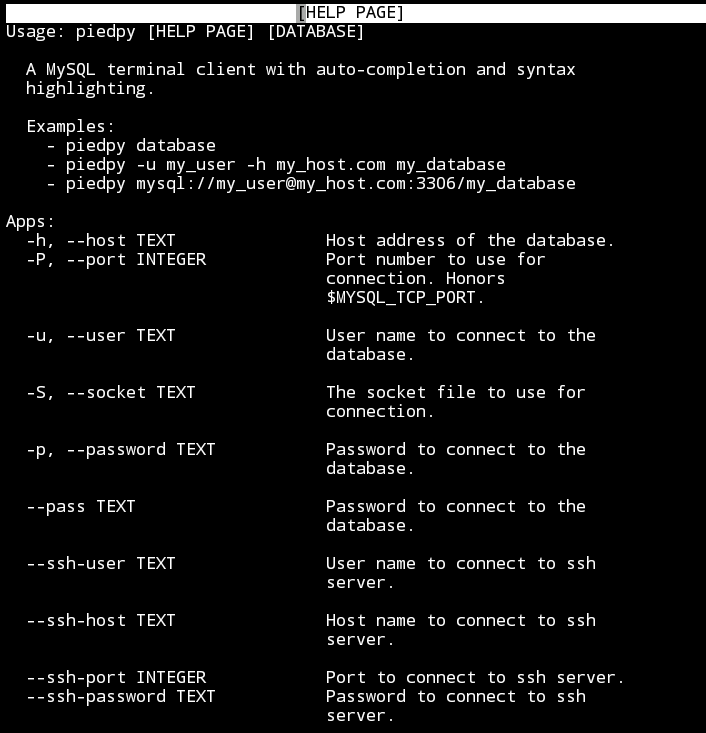 [HELP PAGE]
Usage: piedpy [HELP PAGE] [DATABASE]
A MySQL terminal client with auto-completion and syntax
highlighting.
Examples:
- piedpy database
- piedpy -u my_user -h my_host.com my_database
- piedpy mysql://my_user@my_host.com:3306/my_database
Apps:
-h, --host TEXT Host address of the database.
-P, --port INTEGER Port number to use for
connection. Honors
$MYSQL_TCP_PORT.
-u, --user TEXT User name to connect to the
database.
-S, --socket TEXT The socket file to use for
connection.
-p, --password TEXT Password to connect to the
database.
--pass TEXT Password to connect to the
database.
--ssh-user TEXT User name to connect to ssh
server.
--ssh-host TEXT Host name to connect to ssh
server.
--ssh-port INTEGER Port to connect to ssh server.
--ssh-password TEXT Password to connect to ssh
server.